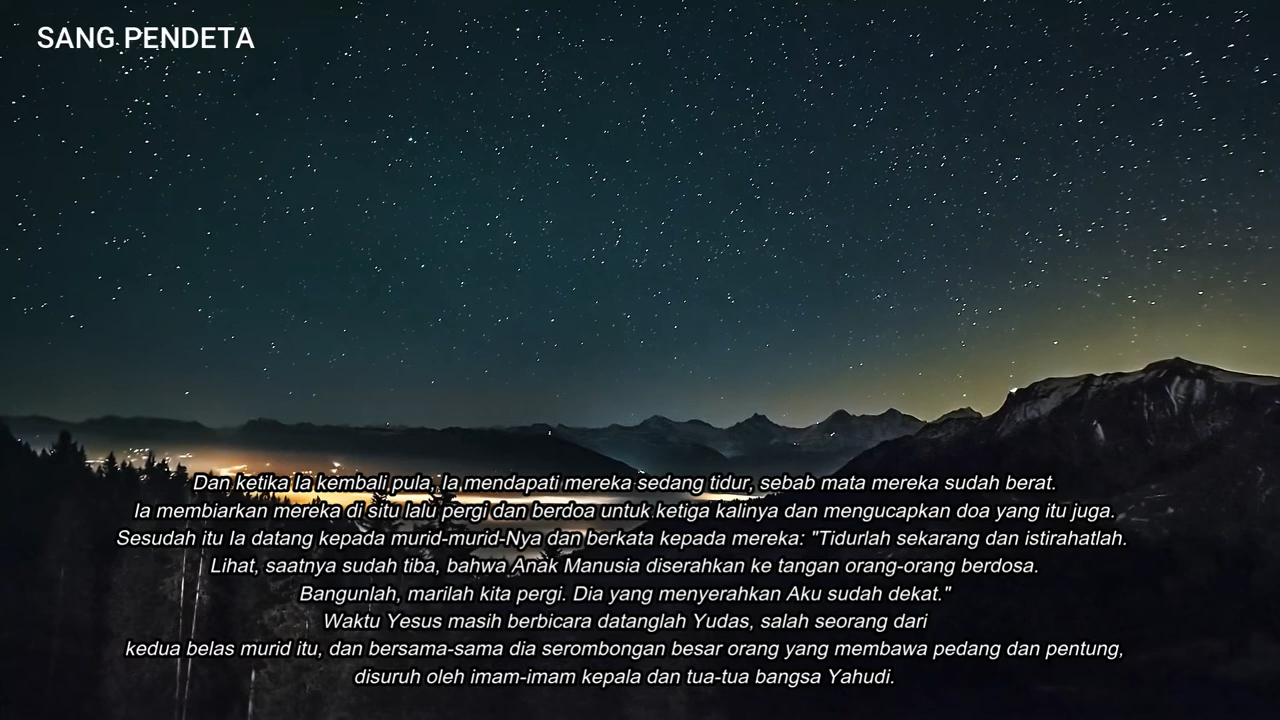 SANG PENDETA
Dan ketika Ia kembali pula, Ia mendapati mereka sedang tidur, sebab mata mereka sudah berat.
Ia membiarkan mereka di situ lalu pergi dan berdoa untuk ketiga kalinya dan mengucapkan doa yang itu juga.
Sesudah itu Ia datang kepada murid-murid-Nya dan berkata kepada mereka: "Tidurlah sekarang dan istirahatlah.
Lihat, saatnya sudah tiba, bahwa Anak Manusia diserahkan ke tangan orang-orang berdosa.
Bangunlah, marilah kita pergi. Dia yang menyerahkan Aku sudah dekat."
Waktu Yesus masih berbicara datanglah Yudas, salah seorang dari
kedua belas murid itu, dan bersama-sama dia serombongan besar orang yang membawa pedang dan pentung,
disuruh oleh imam-imam kepala dan tua-tua bangsa Yahudi.